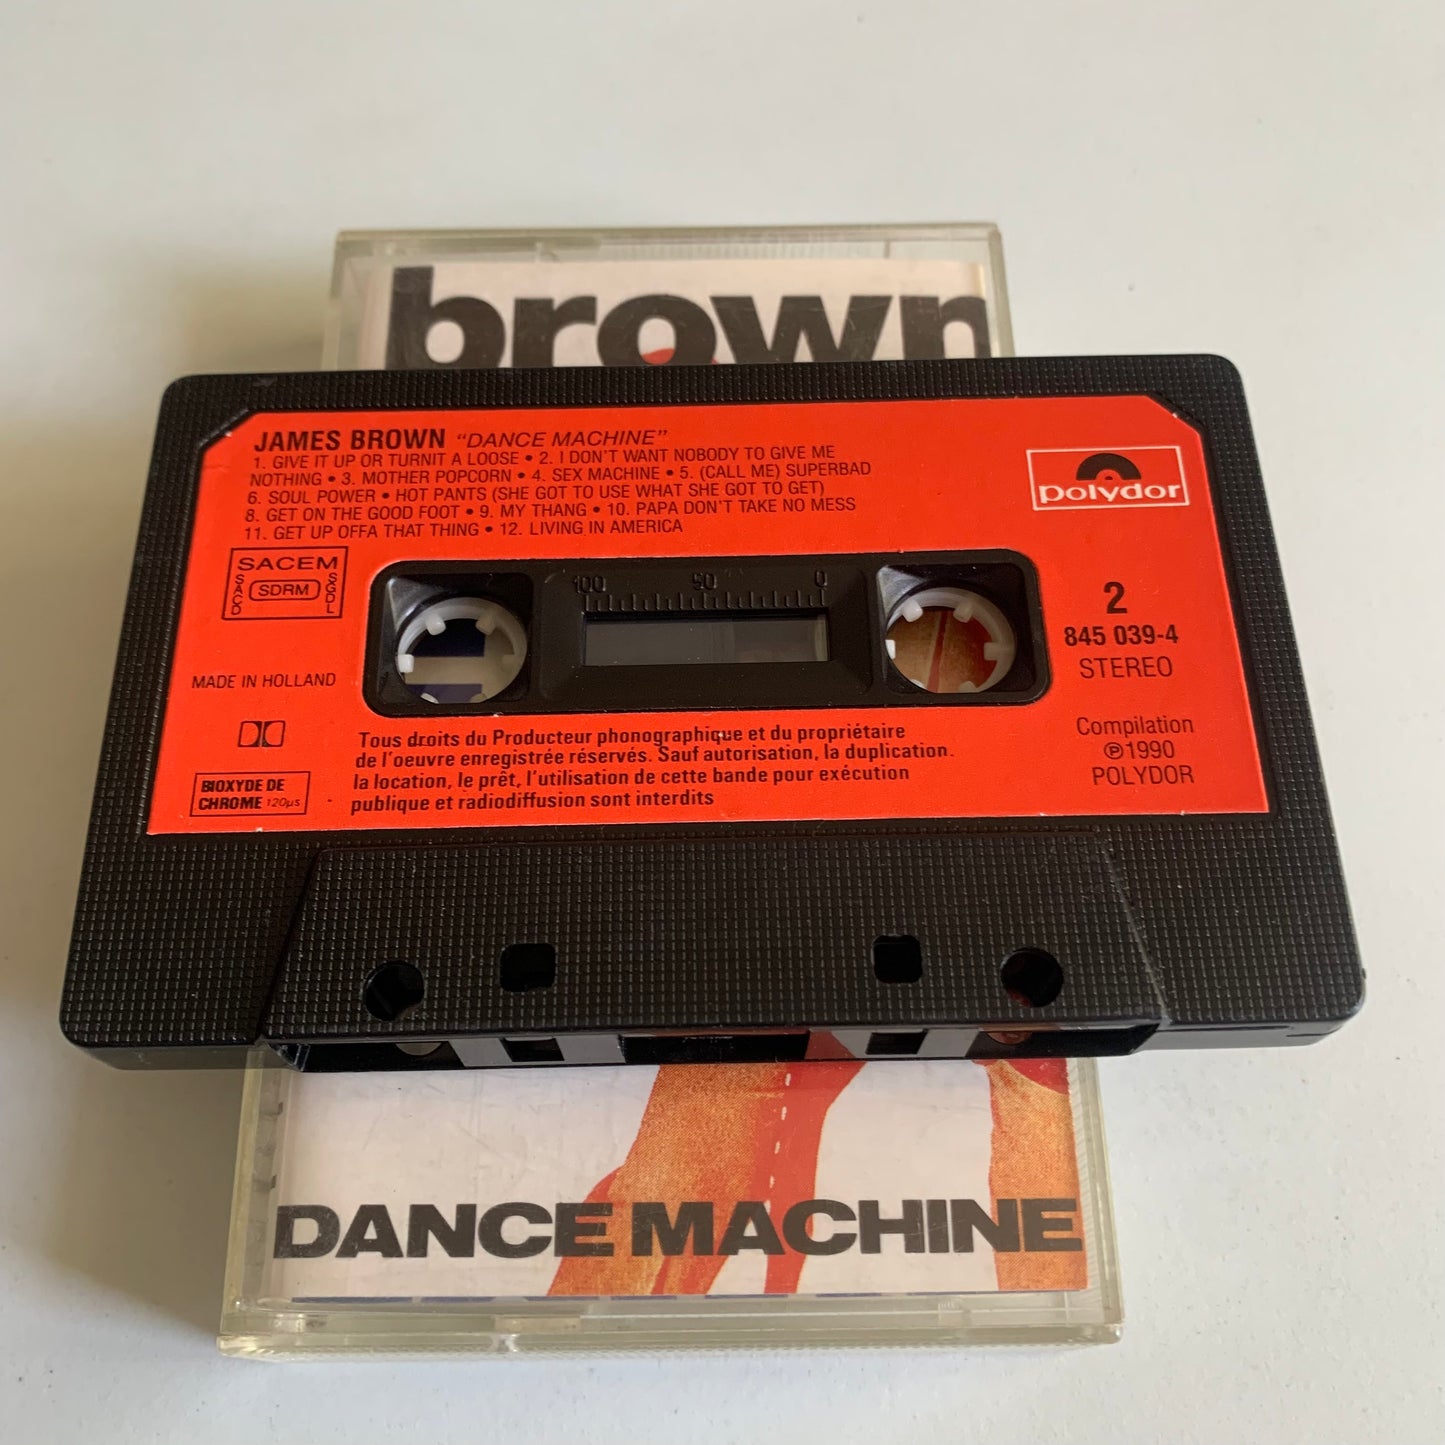 brown
JAMES BROWN "DANCE MACHINE"
1. GIVE IT UP OR TURNIT A LOOSE • 2. I DON'T WANT NOBODY TO GIVE ME
NOTHING • 3. MOTHER POPCORN • 4. SEX MACHINE • 5. (CALL ME) SUPERBAD
6. SOUL POWER • HOT PANTS (SHE GOT TO USE WHAT SHE GOT TO GET)
8. GET ON THE GOOD FOOT • 9. MY THANG • 10. PAPA DON'T TAKE NO MESS
11. GET UP OFFA THAT THING • 12. LIVING IN AMERICA
polydor
SACEM
SACD
SDRM
SGDL
100 50 0
2
845 039-4
STEREO
MADE IN HOLLAND
BIOXYDE DE
CHROME 120µs
Tous droits du Producteur phonographique et du propriétaire
de l'oeuvre enregistrée réservés. Sauf autorisation, la duplication.
la location, le prêt, l'utilisation de cette bande pour exécution
publique et radiodiffusion sont interdits
Compilation
℗1990
POLYDOR
DANCE MACHINE